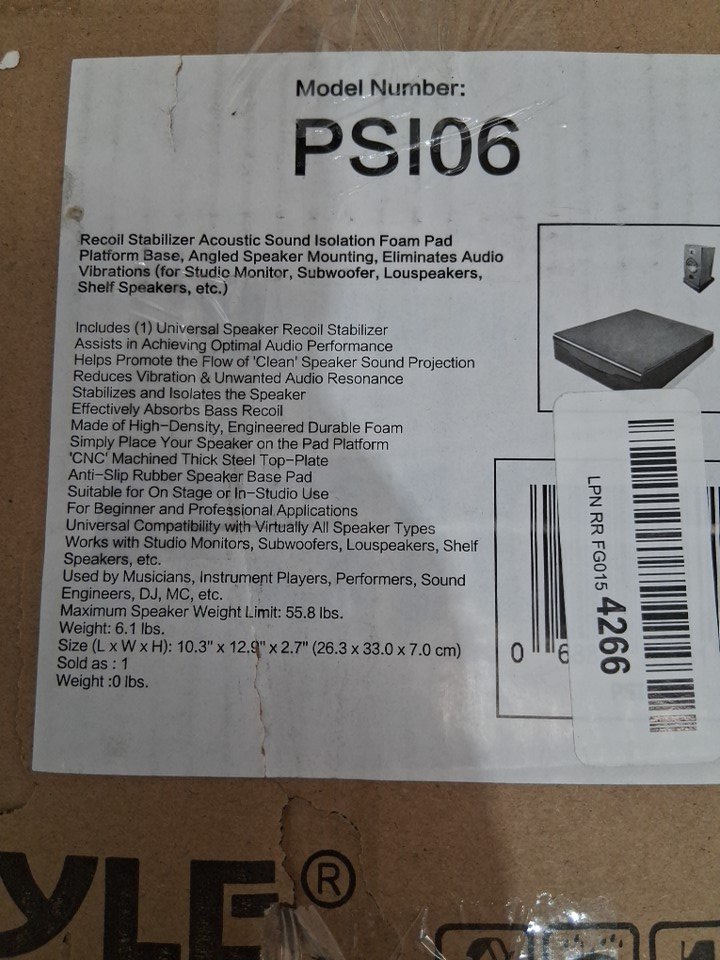 Model Number:
PSI06
Recoil Stabilizer Acoustic Sound Isolation Foam Pad
Platform Base, Angled Speaker Mounting, Eliminates Audio
Vibrations (for Studio Monitor, Subwoofer, Louspeakers,
Shelf Speakers, etc.)
Includes (1) Universal Speaker Recoil Stabilizer
Assists in Achieving Optimal Audio Performance
Helps Promote the Flow of 'Clean' Speaker Sound Projection
Reduces Vibration & Unwanted Audio Resonance
Stabilizes and Isolates the Speaker
Effectively Absorbs Bass Recoil
Made of High-Density, Engineered Durable Foam
Simply Place Your Speaker on the Pad Platform
'CNC' Machined Thick Steel Top-Plate
Anti-Slip Rubber Speaker Base Pad
Suitable for On Stage or In-Studio Use
For Beginner and Professional Applications
Universal Compatibility with Virtually All Speaker Types
Works with Studio Monitors, Subwoofers, Louspeakers, Shelf
Speakers, etc.
Used by Musicians, Instrument Players, Performers, Sound
Engineers, DJ, MC, etc.
Maximum Speaker Weight Limit: 55.8 lbs.
Weight: 6.1 lbs.
Size (L x W x H): 10.3" x 12.9" x 2.7" (26.3 x 33.0 x 7.0 cm)
Sold as : 1
Weight :0 lbs.
LPN RR FG015 4266
0 6
YLE®